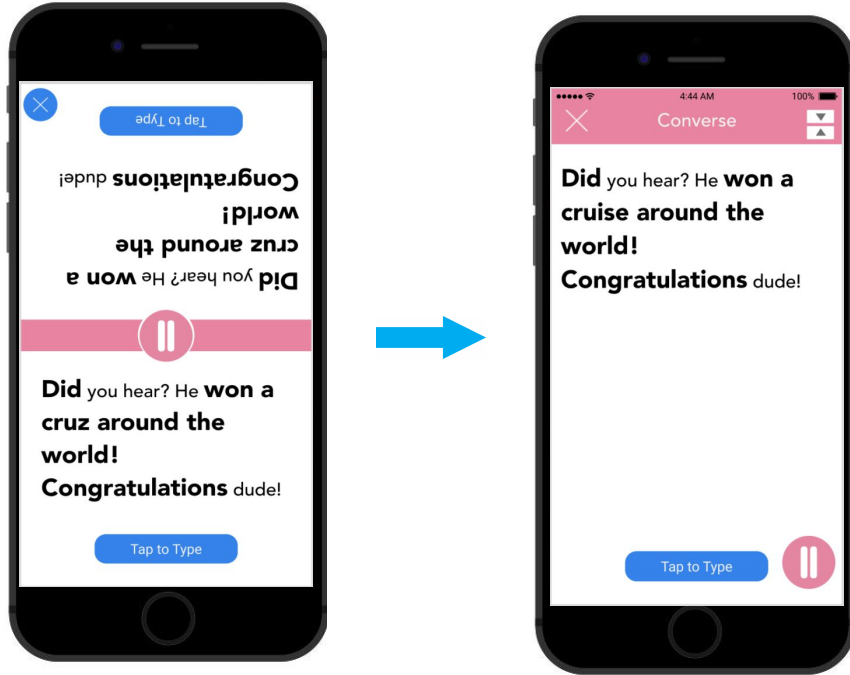 Tap to Type
Did you hear? He won a
cruz around the
world!
Congratulations dude!
Did you hear? He won a
cruz around the
world!
Congratulations dude!
Tap to Type
4:44 AM
100%
Converse
Did you hear? He won a
cruise around the
world!
Congratulations dude!
Tap to Type